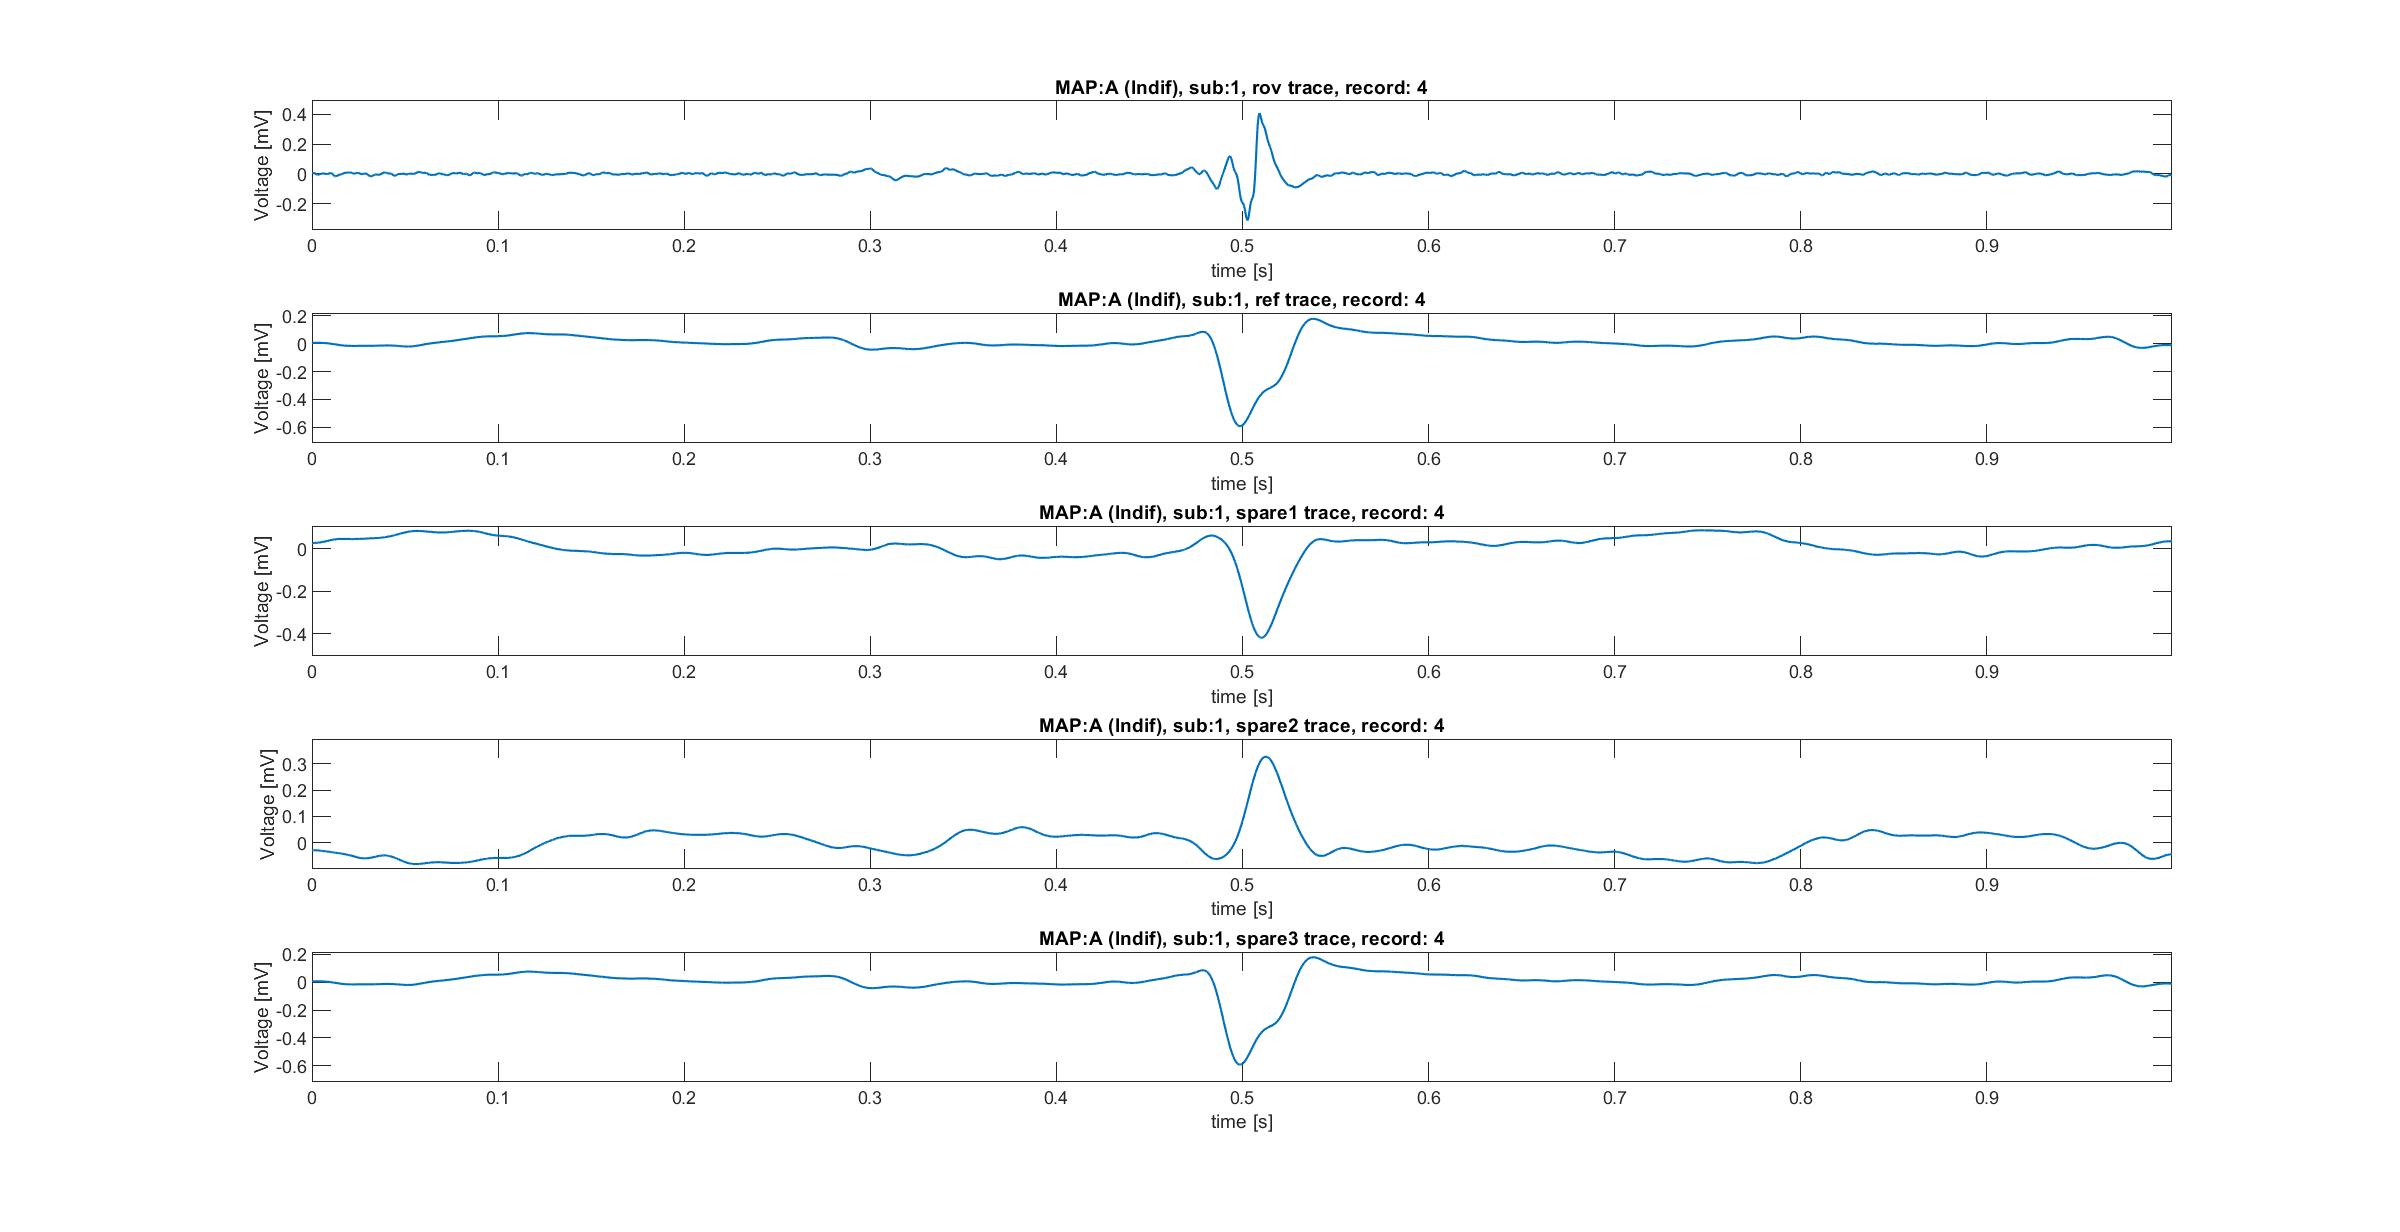 MAP:A (Indif), sub:1, rov trace, record: 4
Voltage [mV]
0.4
0.2
0
-0.2
0 0.1 0.2 0.3 0.4 0.5 0.6 0.7 0.8 0.9
time [s]
MAP:A (Indif), sub:1, ref trace, record: 4
Voltage [mV]
0.2
0
-0.2
-0.4
-0.6
0 0.1 0.2 0.3 0.4 0.5 0.6 0.7 0.8 0.9
time [s]
MAP:A (Indif), sub:1, spare1 trace, record: 4
Voltage [mV]
0
-0.2
-0.4
0 0.1 0.2 0.3 0.4 0.5 0.6 0.7 0.8 0.9
time [s]
MAP:A (Indif), sub:1, spare2 trace, record: 4
Voltage [mV]
0.3
0.2
0.1
0
0 0.1 0.2 0.3 0.4 0.5 0.6 0.7 0.8 0.9
time [s]
MAP:A (Indif), sub:1, spare3 trace, record: 4
Voltage [mV]
0.2
0
-0.2
-0.4
-0.6
0 0.1 0.2 0.3 0.4 0.5 0.6 0.7 0.8 0.9
time [s]